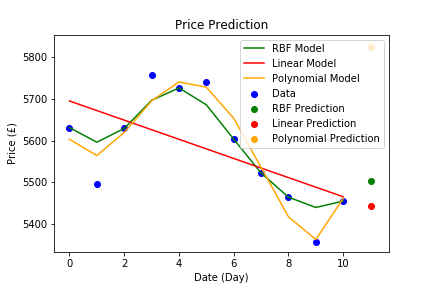 Price Prediction
Price (£)
5800
5700
5600
5500
5400
RBF Model
Linear Model
Polynomial Model
Data
RBF Prediction
Linear Prediction
Polynomial Prediction
0
2
4
6
8
10
Date (Day)